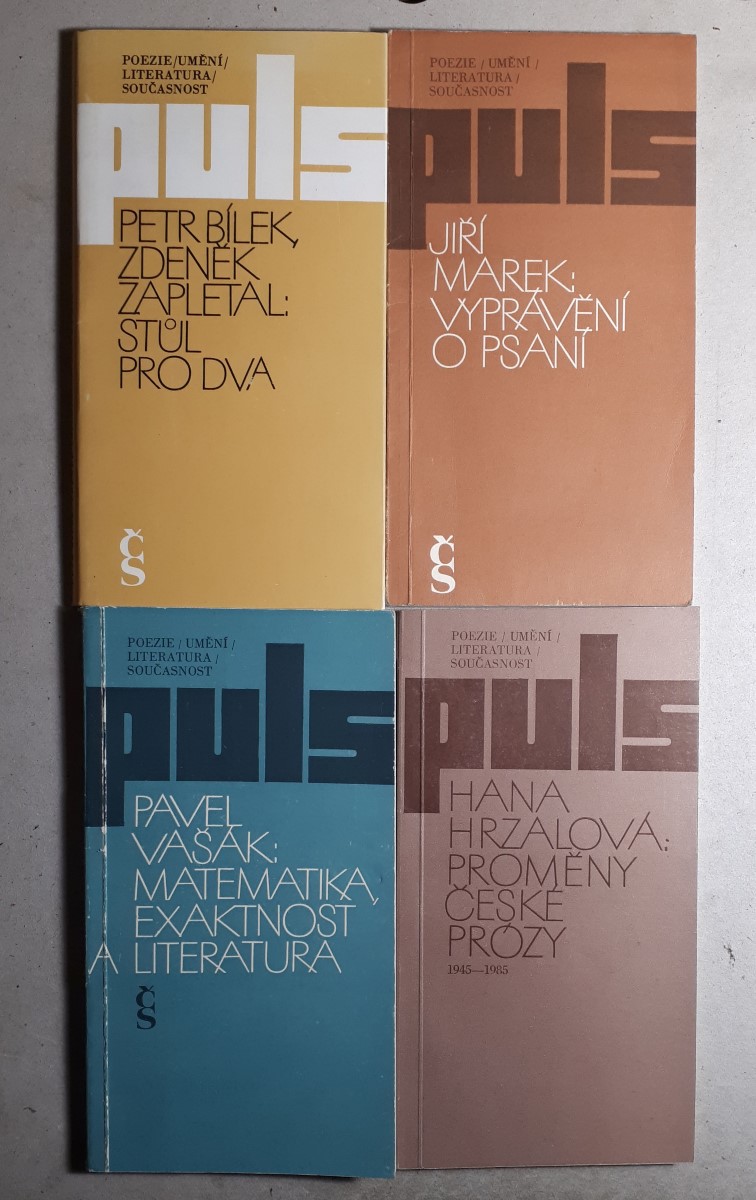 POEZIE/UMĚNÍ/
LITERATURA/
SOUČASNOST
puls
PETR BÍLEK,
ZDENĚK
ZAPLETAL:
STŮL
PRO DVA
ČS
POEZIE / UMĚNÍ /
LITERATURA /
SOUČASNOST
puls
JIŘÍ
MAREK:
VYPRÁVĚNÍ
O PSANÍ
ČS
POEZIE / UMĚNÍ /
LITERATURA /
SOUČASNOST
puls
PAVEL
VAŠÁK:
MATEMATIKA,
EXAKTNOST
A LITERATURA
ČS
POEZIE / UMĚNÍ /
LITERATURA /
SOUČASNOST
puls
HANA
HRZALOVÁ:
PROMĚNY
ČESKÉ
PRÓZY
1945—1985